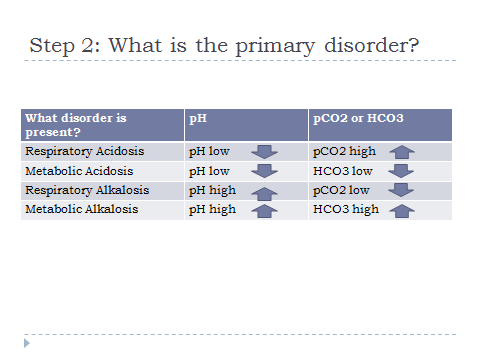 Step 2: What is the primary disorder?
What disorder is present? pH pCO2 or HCO3
Respiratory Acidosis pH low pCO2 high
Metabolic Acidosis pH low HCO3 low
Respiratory Alkalosis pH high pCO2 low
Metabolic Alkalosis pH high HCO3 high